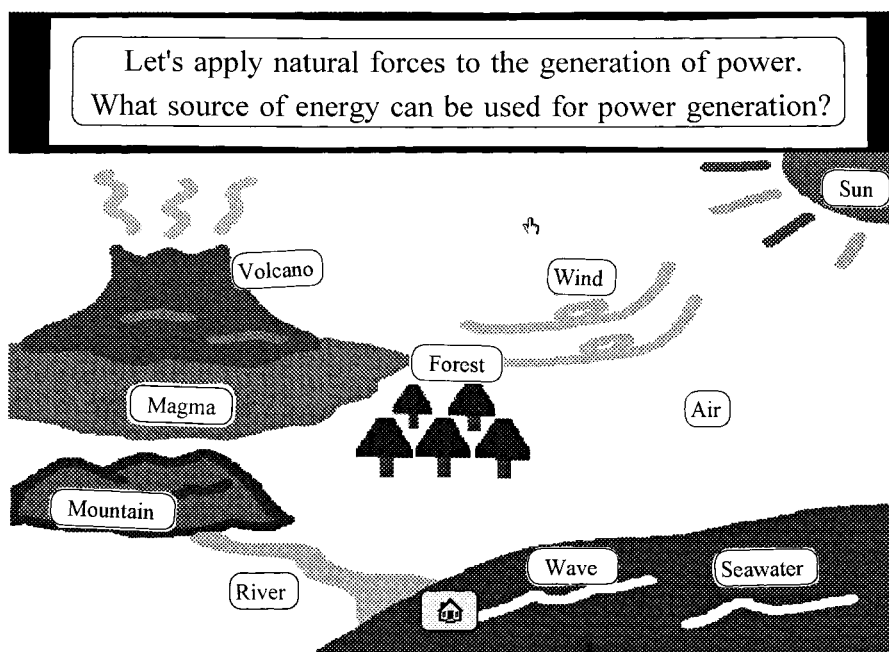 Let's apply natural forces to the generation of power.
What source of energy can be used for power generation?
Sun
Volcano
Wind
Forest
Magma
Air
Mountain
Wave
Seawater
River